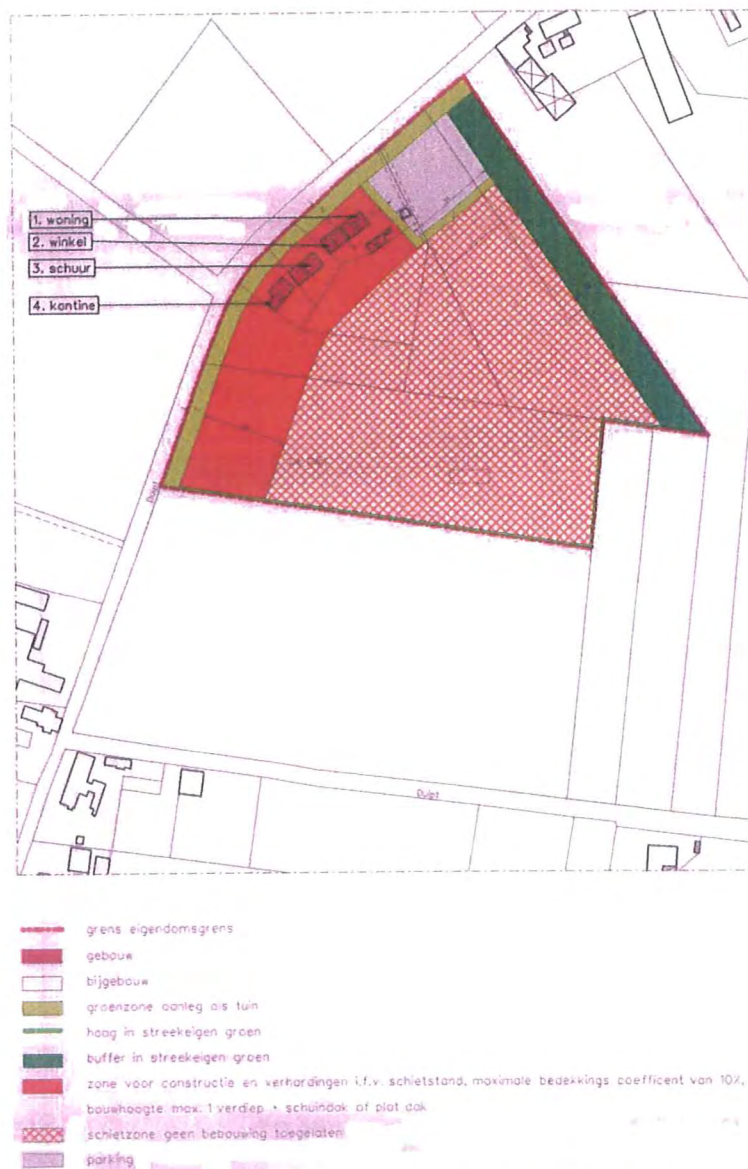 1. woning
2. winkel
3. schuur
4. kantine
Dulpt
Dulpt
grens eigendomsgrens
gebouw
bijgebouw
groenzone aanleg als tuin
haag in streekeigen groen
buffer in streekeigen groen
zone voor constructie en verhardingen i.f.v. schietstand, maximale bedekkings coefficent van 10%,
bouwhoogte max. 1 verdiep + schuindak of plat dak
schietzone geen bebouwing toegelaten
parking